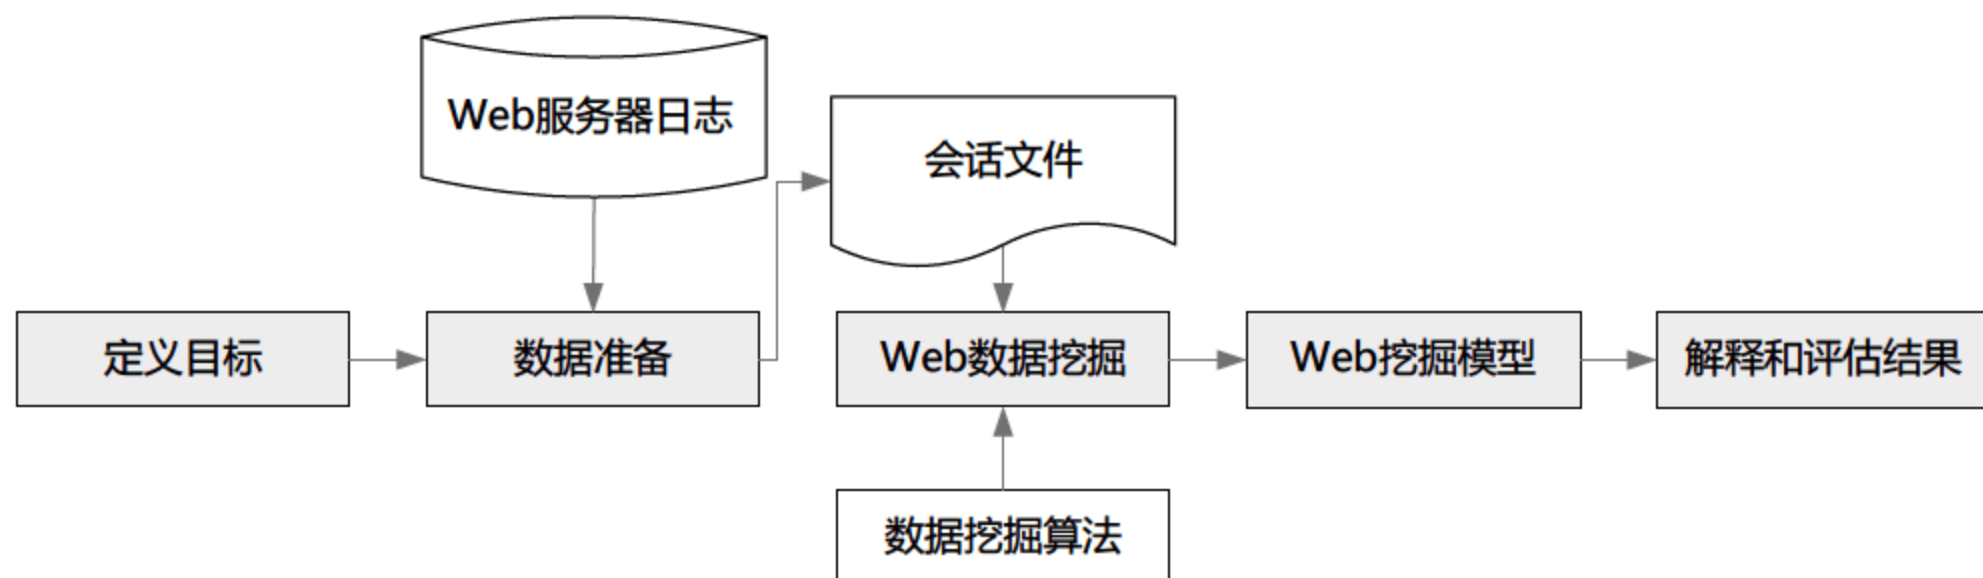 Web服务器日志
会话文件
定义目标
数据准备
Web数据挖掘
Web挖掘模型
解释和评估结果
数据挖掘算法